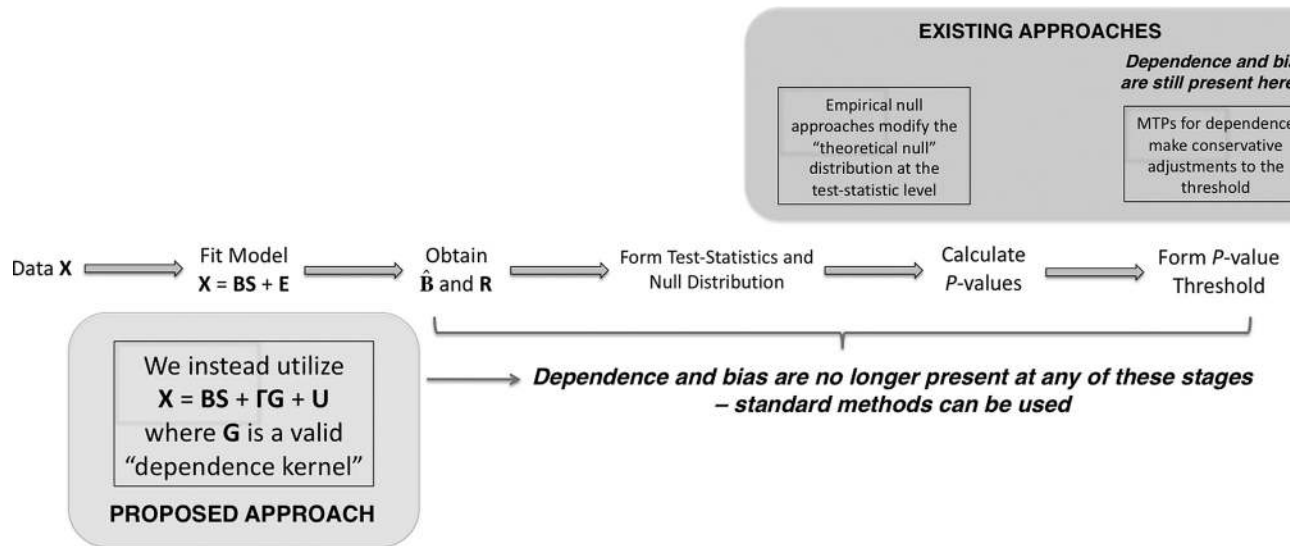 EXISTING APPROACHES
Dependence and
are still present here
Empirical null
approaches modify the
“theoretical null”
distribution at the
test-statistic level
MTPs for dependence
make conservative
adjustments to the
threshold
Data X
Fit Model
X = BS + E
Obtain
B̂ and R
Form Test-Statistics and
Null Distribution
Calculate
P-values
Form P-value
Threshold
We instead utilize
X = BS + ΓG + U
where G is a valid
“dependence kernel”
PROPOSED APPROACH
Dependence and bias are no longer present at any of these stages
– standard methods can be used